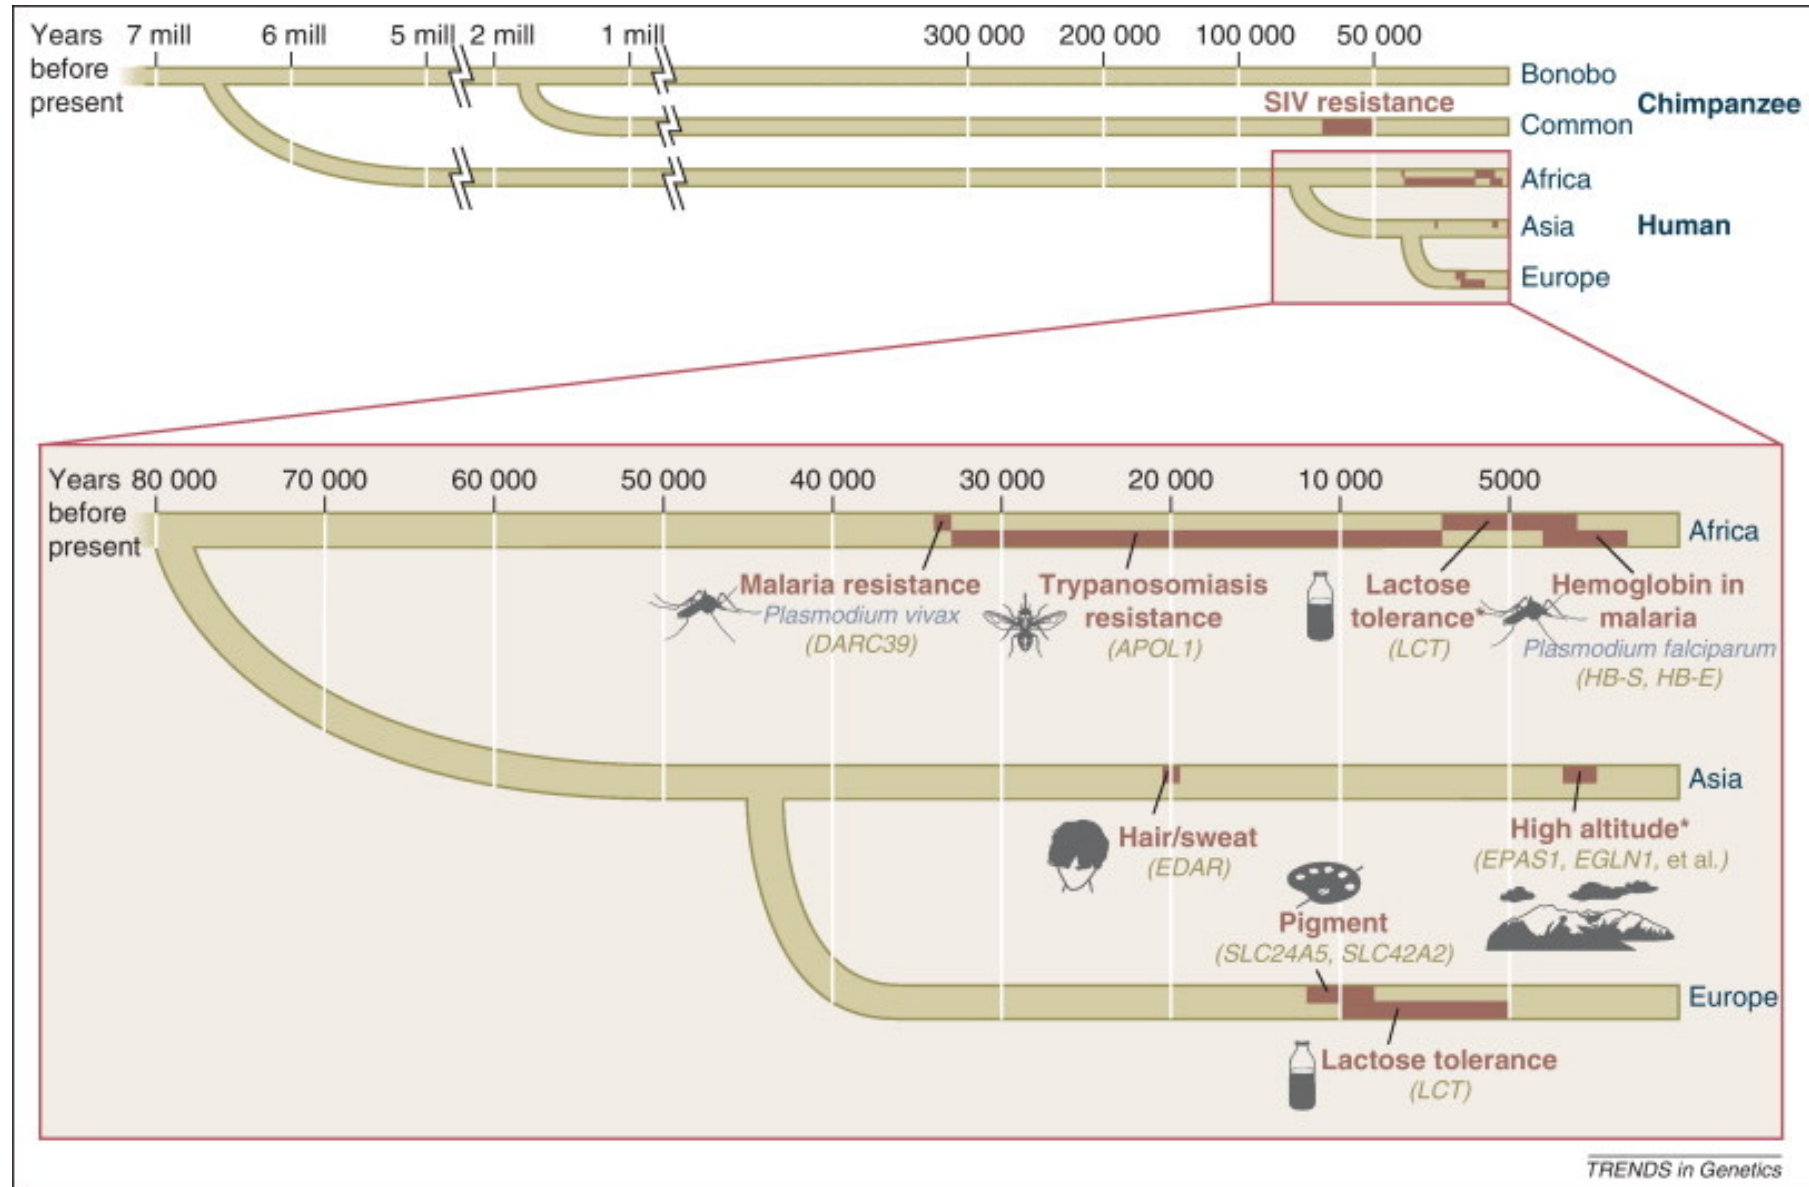 Years before present
7 mill 6 mill 5 mill 2 mill 1 mill 300 000 200 000 100 000 50 000
Bonobo
SIV resistance
Chimpanzee
Common
Africa
Asia
Human
Europe
Years before present
80 000 70 000 60 000 50 000 40 000 30 000 20 000 10 000 5000
Africa
Malaria resistance
Plasmodium vivax
(DARC39)
Trypanosomiasis
resistance
(APOL1)
Lactose
tolerance*
(LCT)
Hemoglobin in
malaria
Plasmodium falciparum
(HB-S, HB-E)
Asia
Hair/sweat
(EDAR)
High altitude*
(EPAS1, EGLN1, et al.)
Pigment
(SLC24A5, SLC42A2)
Europe
Lactose tolerance
(LCT)
TRENDS in Genetics